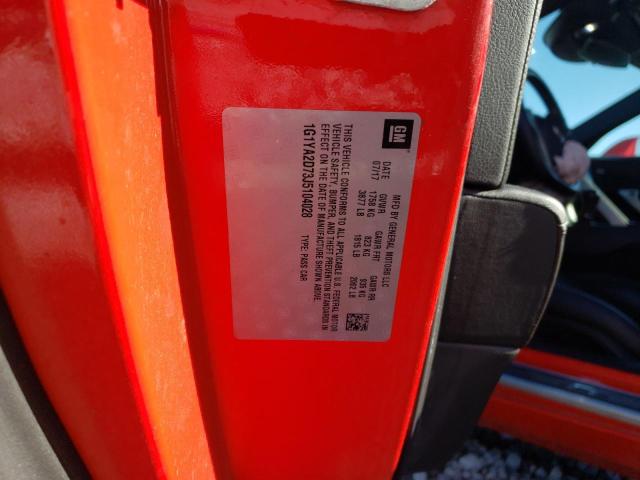 GM
MFD BY GENERAL MOTORS LLC
DATE GVWR GAWR FRT GAWR RR
07/17 1758 KG 823 KG 935 KG
3877 LB 1815 LB 2062 LB
THIS VEHICLE CONFORMS TO ALL APPLICABLE U.S. FEDERAL MOTOR
VEHICLE SAFETY, BUMPER, AND THEFT PREVENTION STANDARDS IN
EFFECT ON THE DATE OF MANUFACTURE SHOWN ABOVE.
1G1YA2D73J5104028 TYPE: PASS CAR